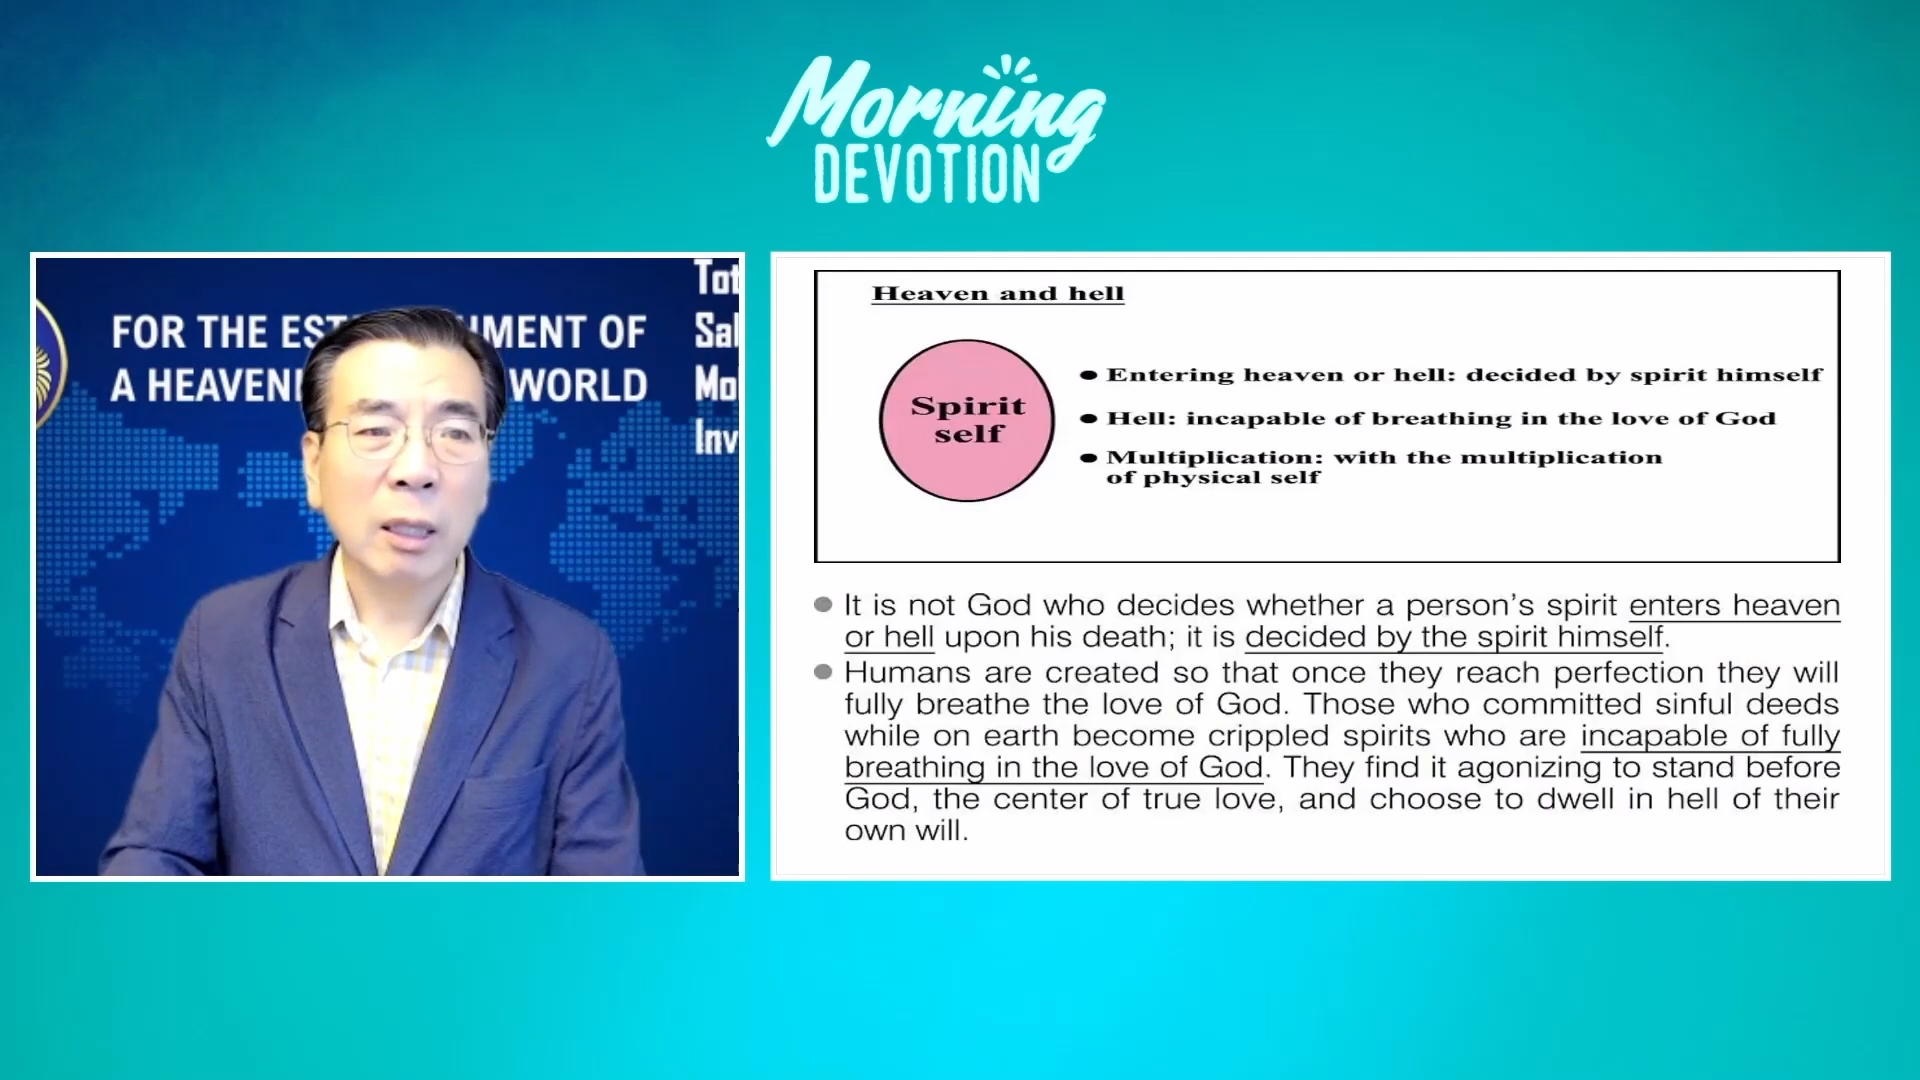 Morning
DEVOTION
FOR THE EST MENT OF
A HEAVEN WORLD
Tot
Sal
Mol
Inv
Heaven and hell
Spirit
self
● Entering heaven or hell: decided by spirit himself
● Hell: incapable of breathing in the love of God
● Multiplication: with the multiplication
of physical self
● It is not God who decides whether a person's spirit enters heaven
or hell upon his death; it is decided by the spirit himself.
● Humans are created so that once they reach perfection they will
fully breathe the love of God. Those who committed sinful deeds
while on earth become crippled spirits who are incapable of fully
breathing in the love of God. They find it agonizing to stand before
God, the center of true love, and choose to dwell in hell of their
own will.